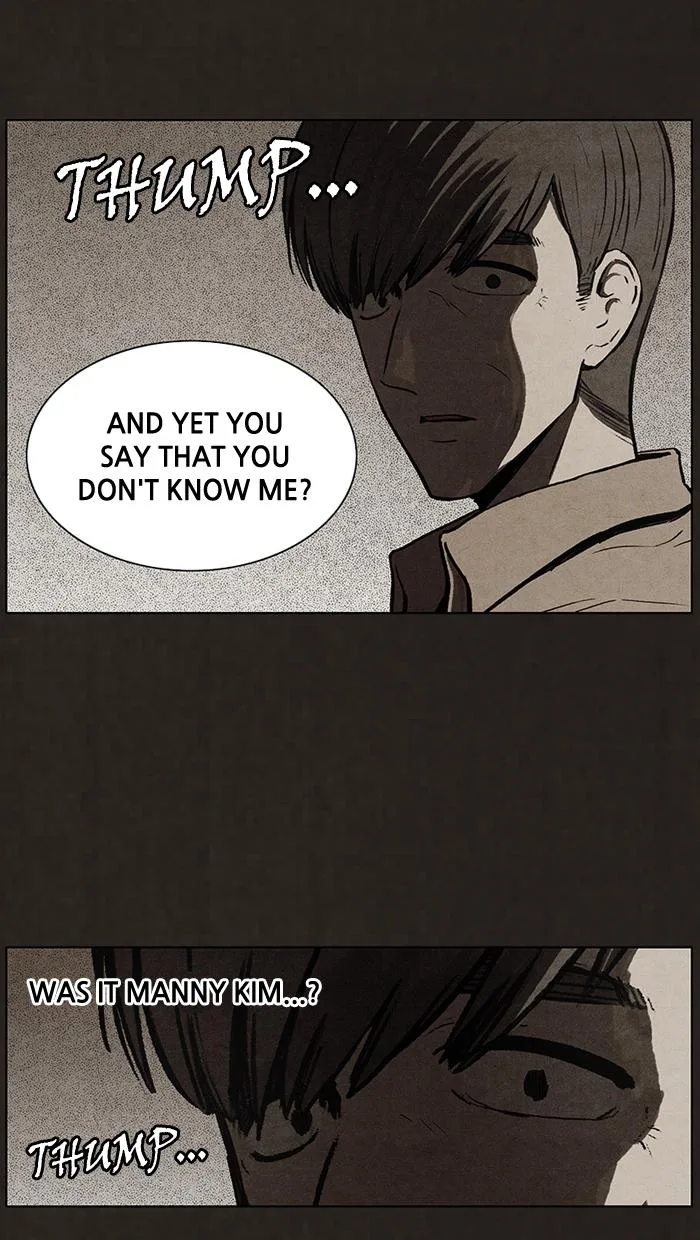 THUMP...
AND YET YOU
SAY THAT YOU
DON'T KNOW ME?
WAS IT MANNY KIM...?
THUMP...